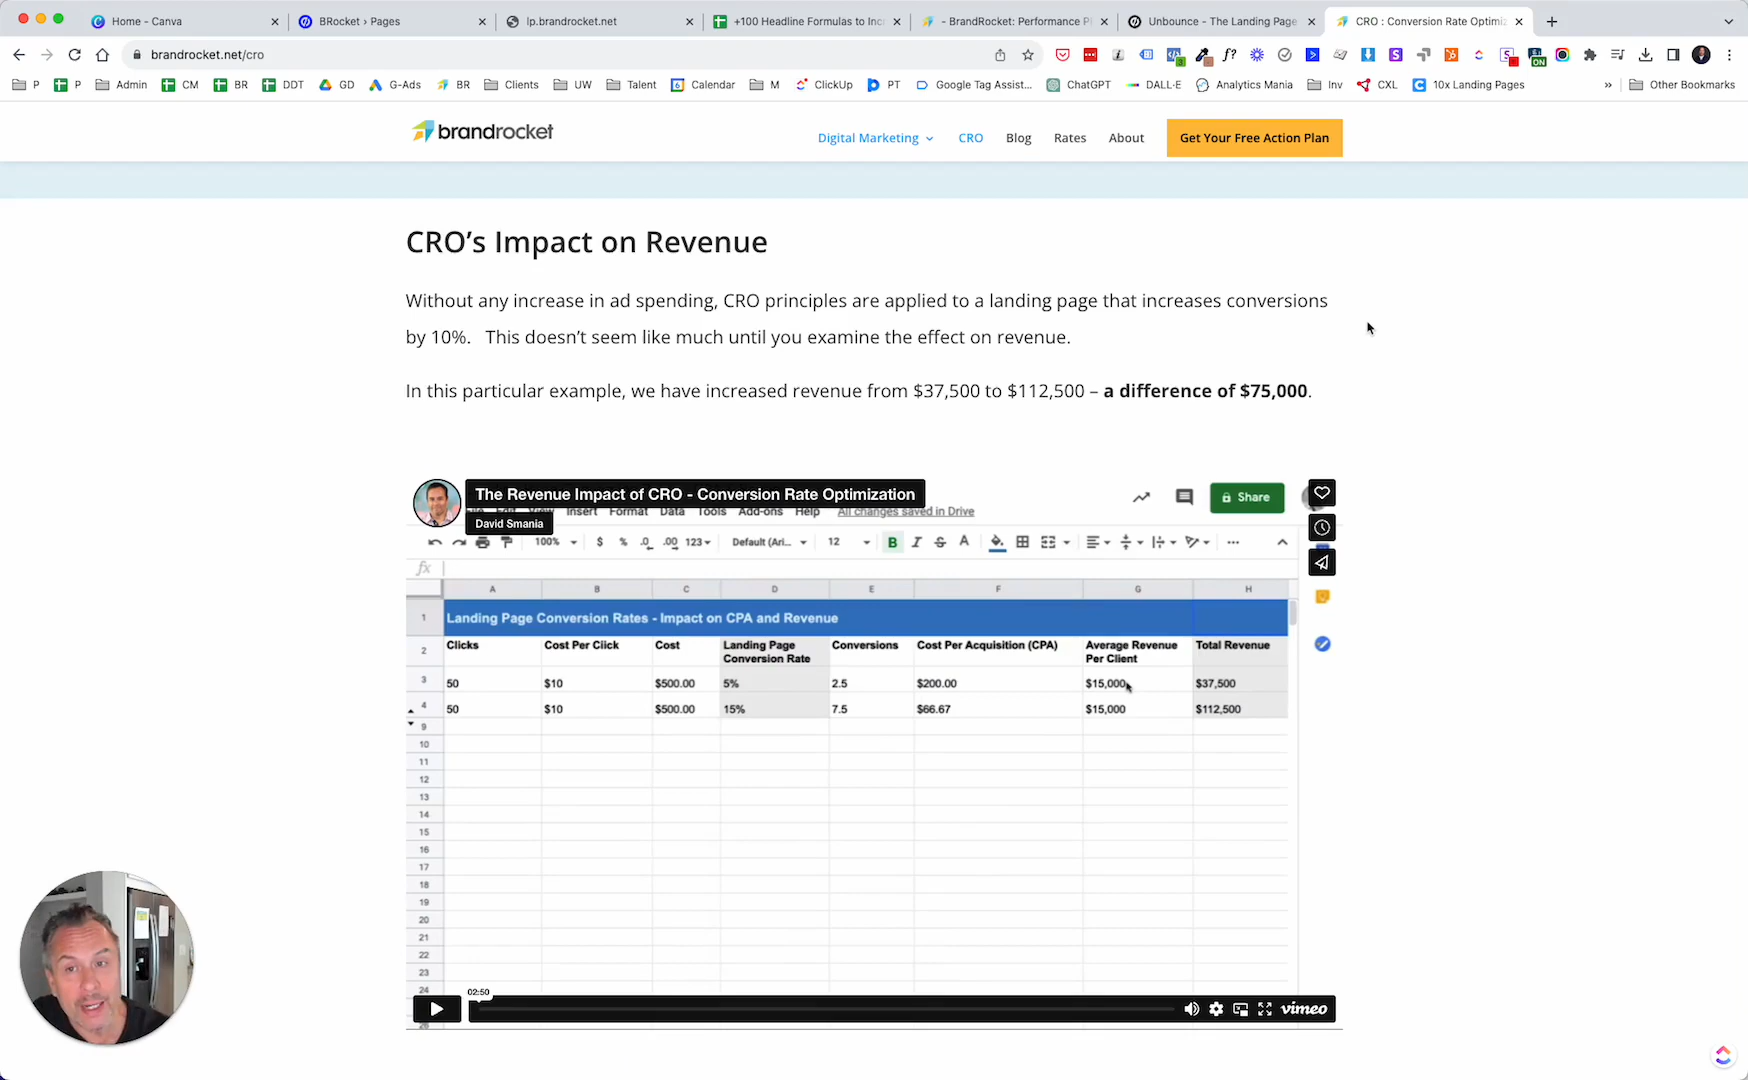 Home - Canva
BRocket › Pages
lp.brandrocket.net
+100 Headline Formulas to Incr
- BrandRocket: Performance Pl
Unbounce - The Landing Page
CRO : Conversion Rate Optimiz
brandrocket.net/cro
P
P
Admin
CM
BR
DDT
GD
G-Ads
BR
Clients
UW
Talent
Calendar
M
ClickUp
PT
Google Tag Assist...
ChatGPT
DALL-E
Analytics Mania
Inv
CXL
10x Landing Pages
»
Other Bookmarks
brandrocket
Digital Marketing
CRO
Blog
Rates
About
Get Your Free Action Plan
CRO’s Impact on Revenue
Without any increase in ad spending, CRO principles are applied to a landing page that increases conversions
by 10%. This doesn’t seem like much until you examine the effect on revenue.
In this particular example, we have increased revenue from $37,500 to $112,500 – a difference of $75,000.
The Revenue Impact of CRO - Conversion Rate Optimization
David Smania
Insert Format Data Tools Add-ons Help All changes saved in Drive
Share
100% $ % .0 .00 123 Default (Ari... 12 B I S A ...
fx
A B C D E F G H
1 Landing Page Conversion Rates - Impact on CPA and Revenue
2 Clicks Cost Per Click Cost Landing Page Conversion Rate Conversions Cost Per Acquisition (CPA) Average Revenue Per Client Total Revenue
3 50 $10 $500.00 5% 2.5 $200.00 $15,000 $37,500
4 50 $10 $500.00 15% 7.5 $66.67 $15,000 $112,500
9
10
11
12
13
14
15
16
17
18
19
20
21
22
23
24
02:50
vimeo